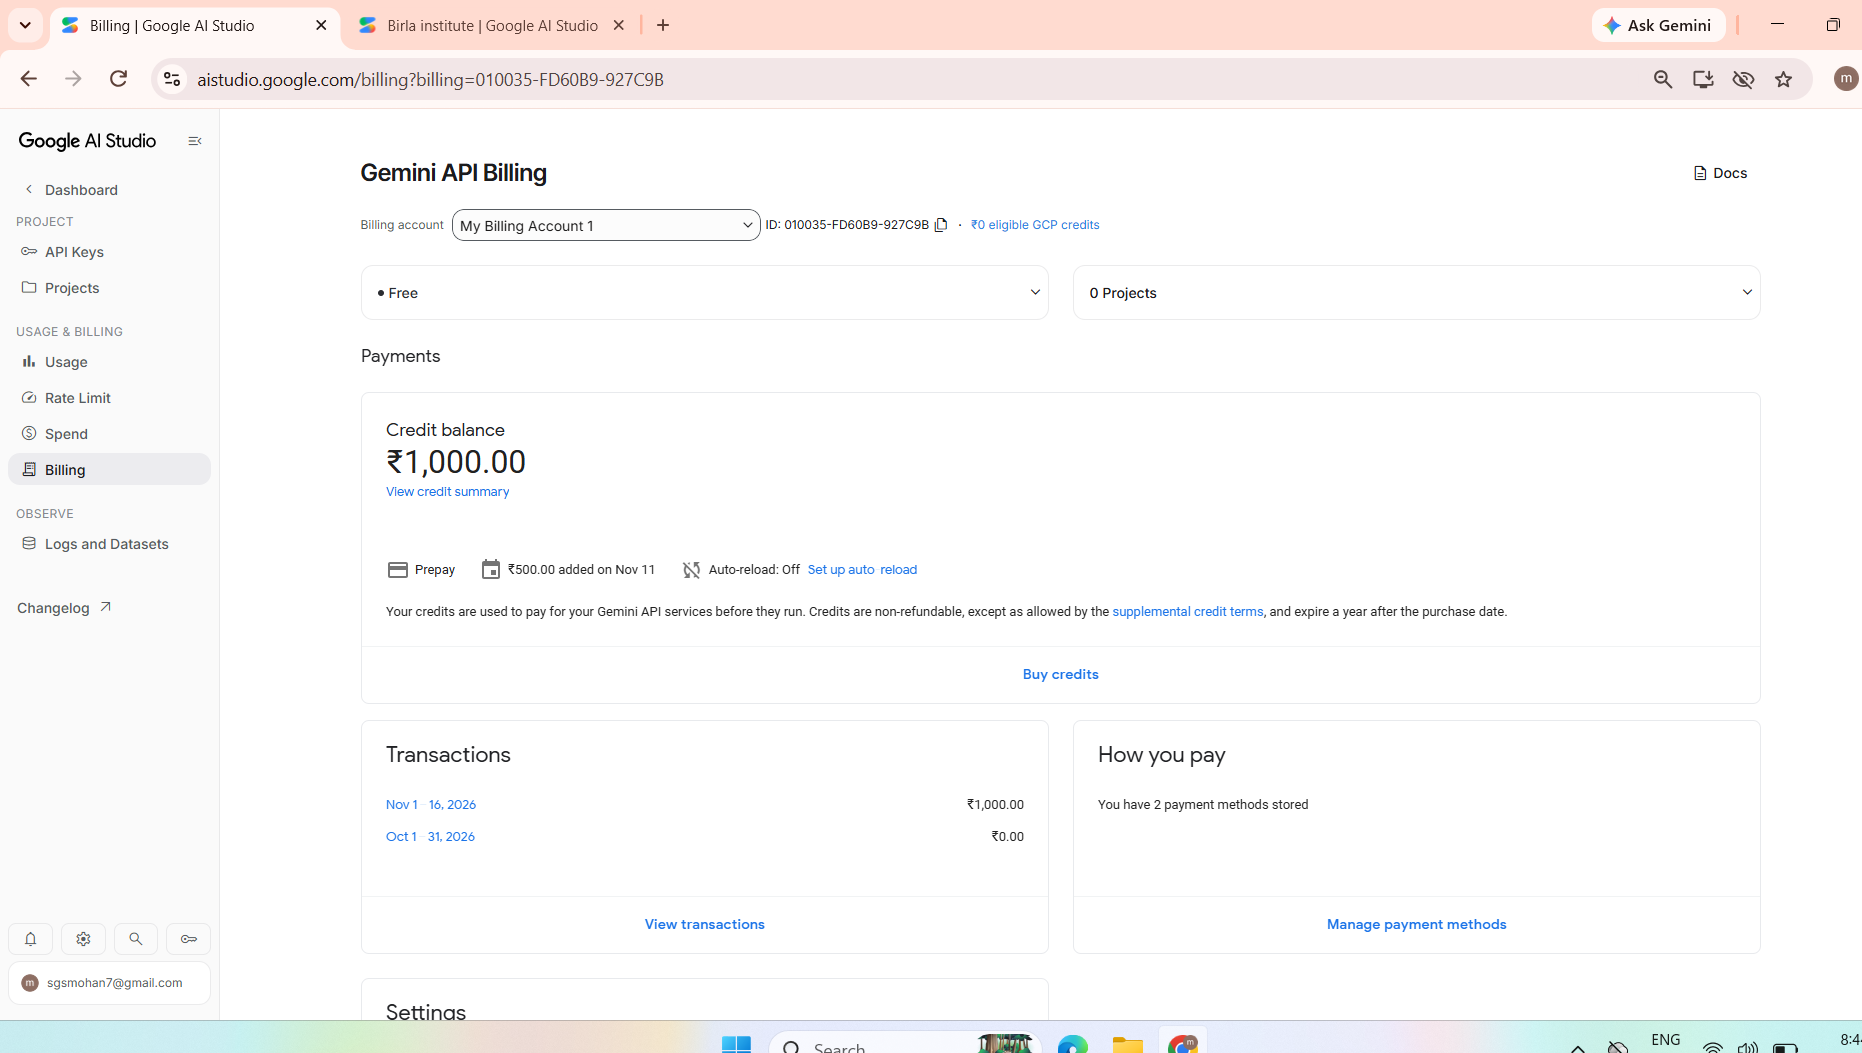 Billing | Google AI Studio
Birla institute | Google AI Studio
Ask Gemini
aistudio.google.com/billing?billing=010035-FD60B9-927C9B
m
Google AI Studio
Dashboard
PROJECT
API Keys
Projects
USAGE & BILLING
Usage
Rate Limit
Spend
Billing
OBSERVE
Logs and Datasets
Changelog
m sgsmohan7@gmail.com
Gemini API Billing
Docs
Billing account My Billing Account 1 ID: 010035-FD60B9-927C9B · ₹0 eligible GCP credits
• Free
0 Projects
Payments
Credit balance
₹1,000.00
View credit summary
Prepay ₹500.00 added on Nov 11 Auto-reload: Off Set up auto reload
Your credits are used to pay for your Gemini API services before they run. Credits are non-refundable, except as allowed by the supplemental credit terms, and expire a year after the purchase date.
Buy credits
Transactions
Nov 1 – 16, 2026 ₹1,000.00
Oct 1 – 31, 2026 ₹0.00
View transactions
How you pay
You have 2 payment methods stored
Manage payment methods
Settings
Search
m
ENG